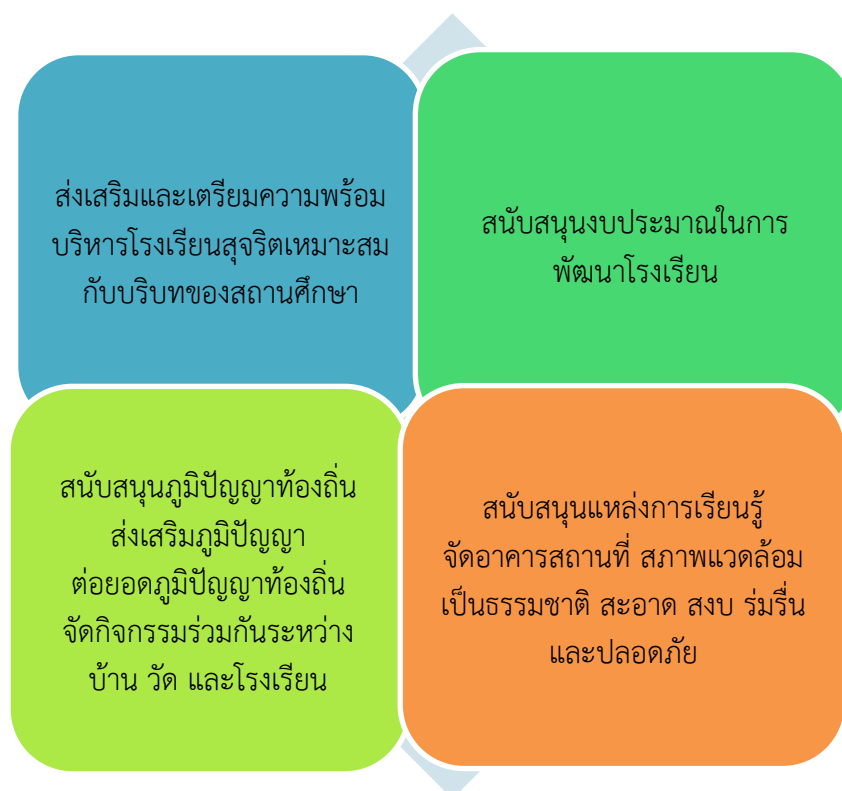 ส่งเสริมและเตรียมความพร้อม
บริหารโรงเรียนสุจริตเหมาะสม
กับบริบทของสถานศึกษา
สนับสนุนงบประมาณในการ
พัฒนาโรงเรียน
สนับสนุนภูมิปัญญาท้องถิ่น
ส่งเสริมภูมิปัญญา
ต่อยอดภูมิปัญญาท้องถิ่น
จัดกิจกรรมร่วมกันระหว่าง
บ้าน วัด และโรงเรียน
สนับสนุนแหล่งการเรียนรู้
จัดอาคารสถานที่ สภาพแวดล้อม
เป็นธรรมชาติ สะอาด สงบ ร่มรื่น
และปลอดภัย